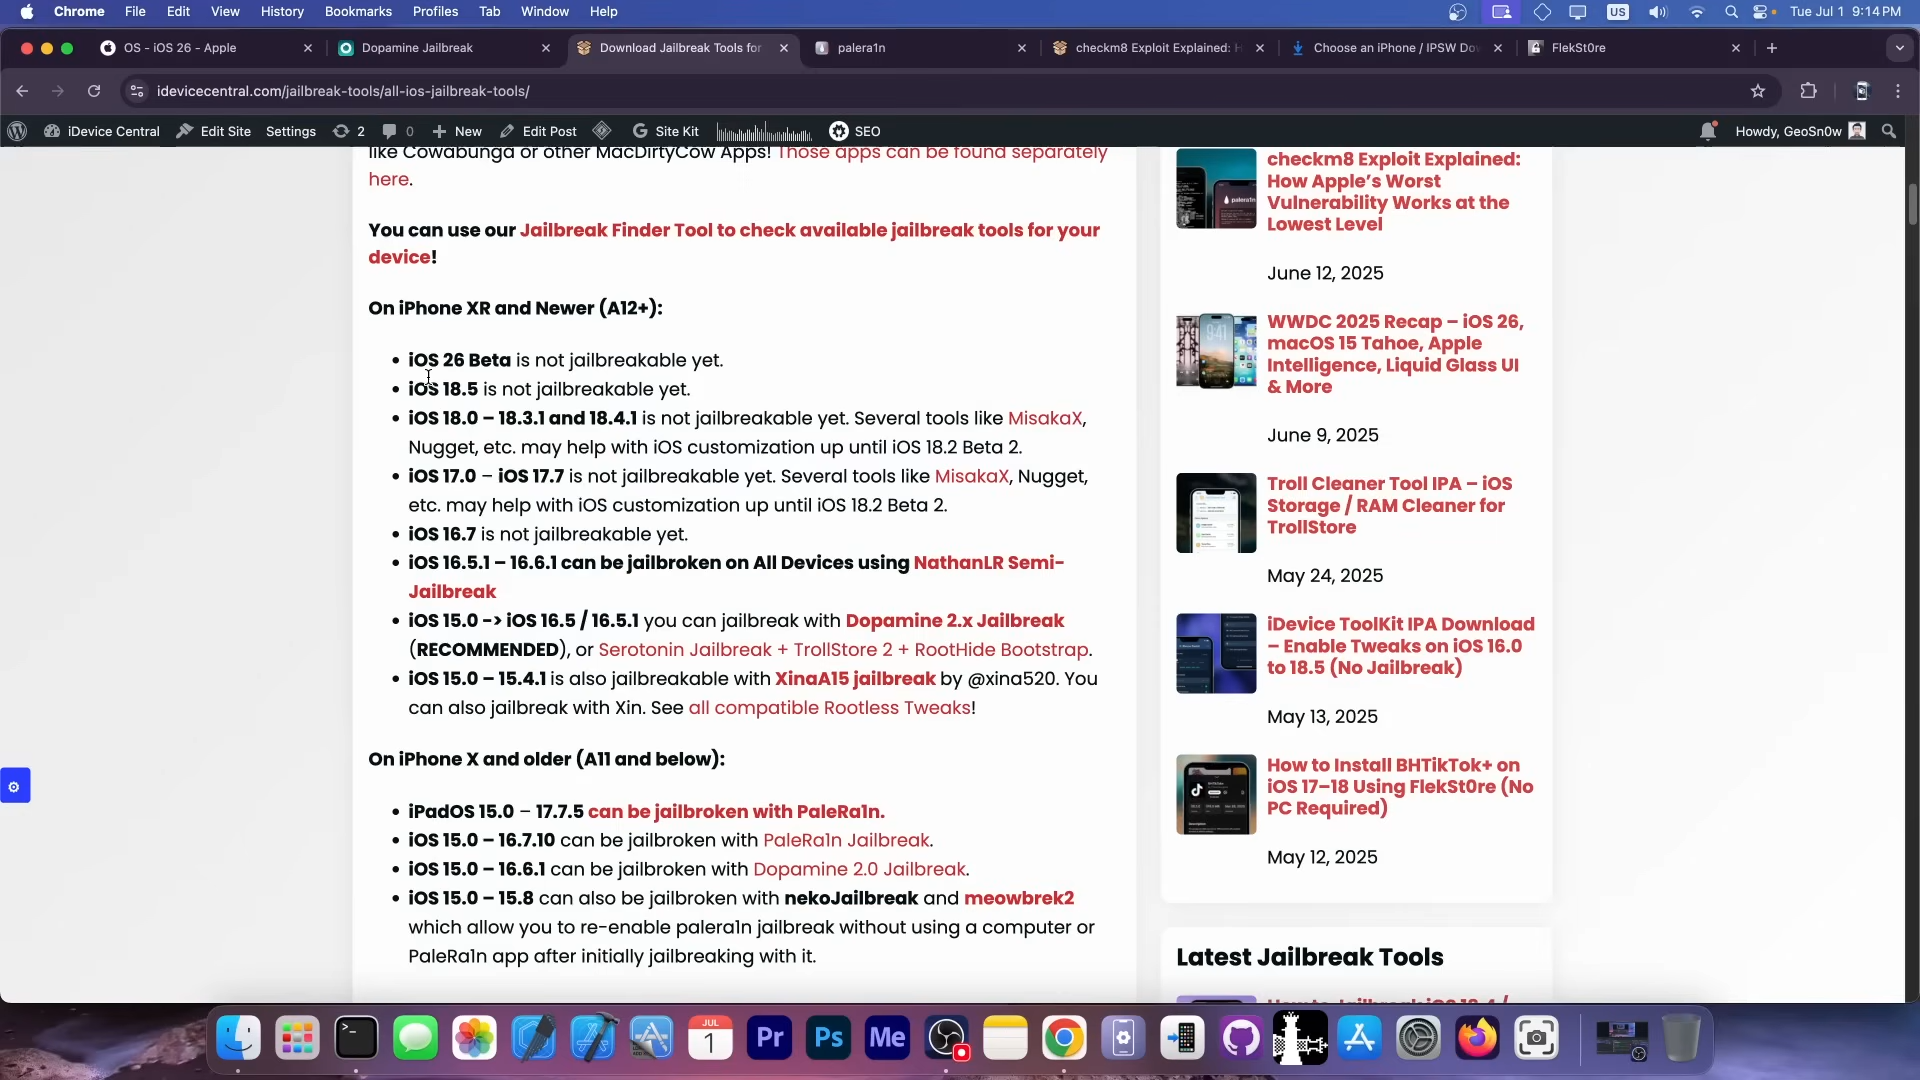 Chrome File Edit View History Bookmarks Profiles Tab Window Help US Tue Jul 1 9:14 PM
OS - iOS 26 - Apple Dopamine Jailbreak Download Jailbreak Tools for palera1n checkm8 Exploit Explained: H Choose an iPhone / IPSW Do FlekSt0re
idevicecentral.com/jailbreak-tools/all-ios-jailbreak-tools/
iDevice Central Edit Site Settings 2 0 New Edit Post Site Kit SEO Howdy, GeoSn0w
like Cowabunga or other MacDirtyCow Apps! Those apps can be found separately
here.
You can use our Jailbreak Finder Tool to check available jailbreak tools for your
device!
On iPhone XR and Newer (A12+):
• iOS 26 Beta is not jailbreakable yet.
• iOS 18.5 is not jailbreakable yet.
• iOS 18.0 – 18.3.1 and 18.4.1 is not jailbreakable yet. Several tools like MisakaX,
Nugget, etc. may help with iOS customization up until iOS 18.2 Beta 2.
• iOS 17.0 – iOS 17.7 is not jailbreakable yet. Several tools like MisakaX, Nugget,
etc. may help with iOS customization up until iOS 18.2 Beta 2.
• iOS 16.7 is not jailbreakable yet.
• iOS 16.5.1 – 16.6.1 can be jailbroken on All Devices using NathanLR Semi-
Jailbreak
• iOS 15.0 -> iOS 16.5 / 16.5.1 you can jailbreak with Dopamine 2.x Jailbreak
(RECOMMENDED), or Serotonin Jailbreak + TrollStore 2 + RootHide Bootstrap.
• iOS 15.0 – 15.4.1 is also jailbreakable with XinaA15 jailbreak by @xina520. You
can also jailbreak with Xin. See all compatible Rootless Tweaks!
On iPhone X and older (A11 and below):
• iPadOS 15.0 – 17.7.5 can be jailbroken with PaleRa1n.
• iOS 15.0 – 16.7.10 can be jailbroken with PaleRa1n Jailbreak.
• iOS 15.0 – 16.6.1 can be jailbroken with Dopamine 2.0 Jailbreak.
• iOS 15.0 – 15.8 can also be jailbroken with nekoJailbreak and meowbrek2
which allow you to re-enable palera1n jailbreak without using a computer or
PaleRa1n app after initially jailbreaking with it.
checkm8 Exploit Explained:
How Apple's Worst
Vulnerability Works at the
Lowest Level
June 12, 2025
WWDC 2025 Recap – iOS 26,
macOS 15 Tahoe, Apple
Intelligence, Liquid Glass UI
& More
June 9, 2025
Troll Cleaner Tool IPA – iOS
Storage / RAM Cleaner for
TrollStore
May 24, 2025
iDevice ToolKit IPA Download
– Enable Tweaks on iOS 16.0
to 18.5 (No Jailbreak)
May 13, 2025
How to Install BHTikTok+ on
iOS 17–18 Using FlekSt0re (No
PC Required)
May 12, 2025
Latest Jailbreak Tools
JUL
1
Pr Ps Me